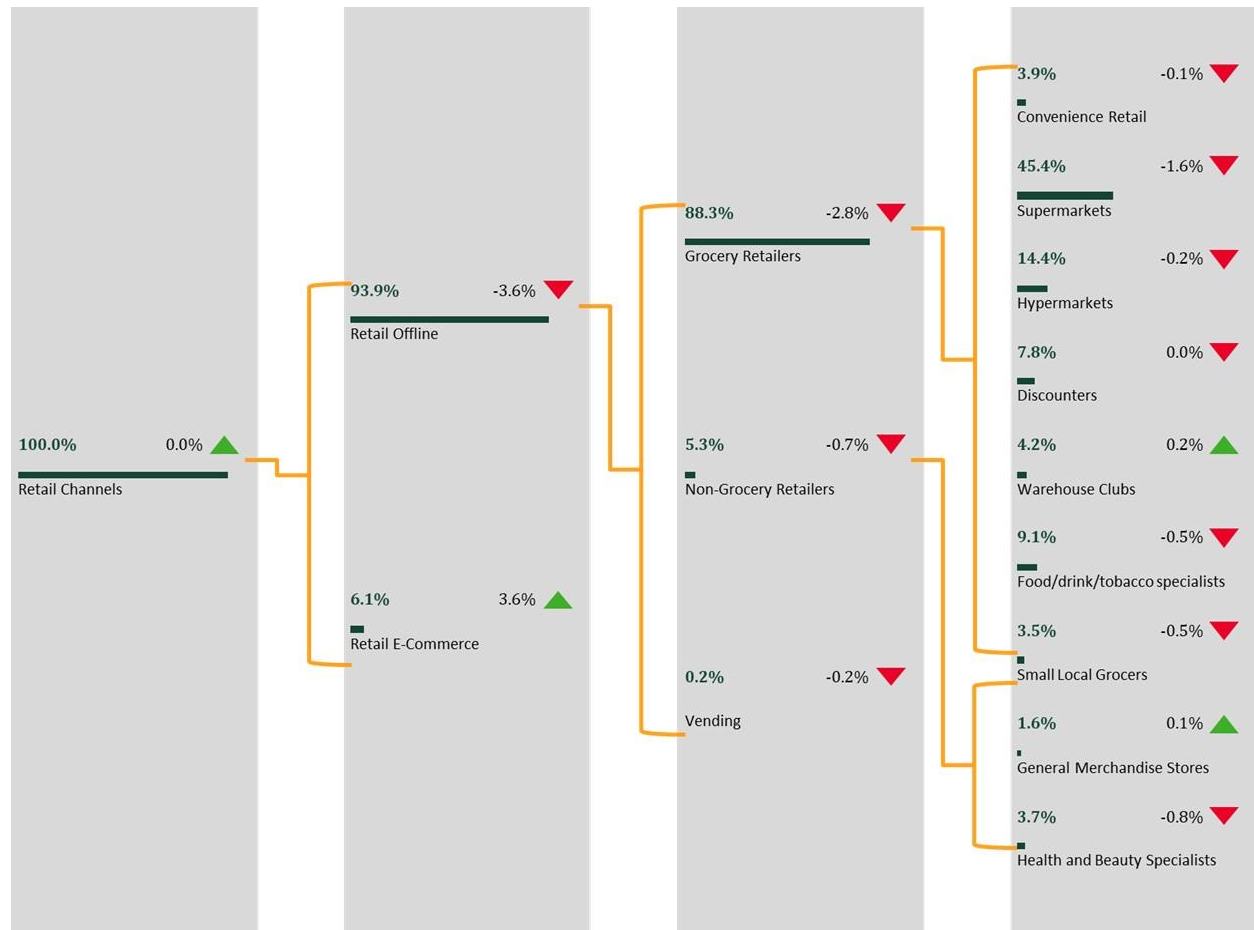 100.0% 0.0%
Retail Channels
93.9% -3.6%
Retail Offline
6.1% 3.6%
Retail E-Commerce
88.3% -2.8%
Grocery Retailers
5.3% -0.7%
Non-Grocery Retailers
0.2% -0.2%
Vending
3.9% -0.1%
Convenience Retail
45.4% -1.6%
Supermarkets
14.4% -0.2%
Hypermarkets
7.8% 0.0%
Discounters
4.2% 0.2%
Warehouse Clubs
9.1% -0.5%
Food/drink/tobacco specialists
3.5% -0.5%
Small Local Grocers
1.6% 0.1%
General Merchandise Stores
3.7% -0.8%
Health and Beauty Specialists